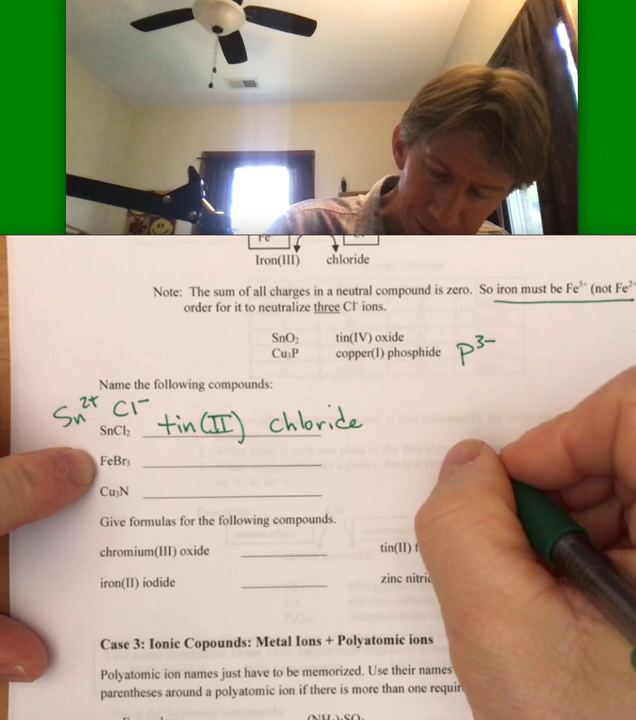 Iron(III) chloride
Note: The sum of all charges in a neutral compound is zero. So iron must be Fe³⁺ (not Fe²⁺
order for it to neutralize three Cl⁻ ions.
SnO₂ tin(IV) oxide
Cu₃P copper(I) phosphide P³⁻
Name the following compounds:
Sn²⁺ Cl⁻
SnCl₂ tin(II) chloride
FeBr₃
Cu₃N
Give formulas for the following compounds.
chromium(III) oxide tin(II) f
iron(II) iodide zinc nitric
Case 3: Ionic Copounds: Metal Ions + Polyatomic ions
Polyatomic ion names just have to be memorized. Use their names
parentheses around a polyatomic ion if there is more than one requir